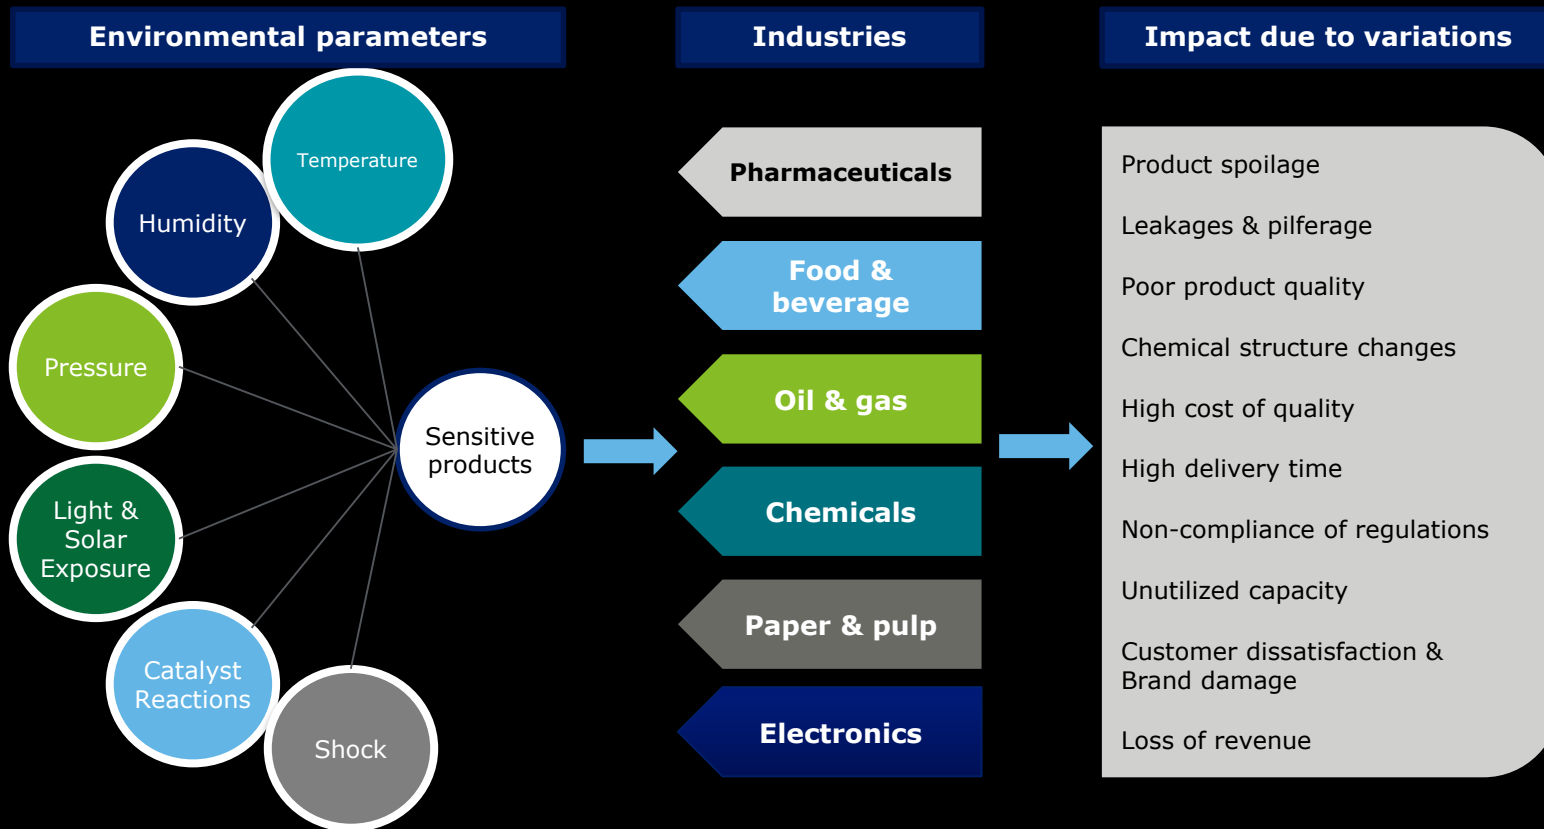 Environmental parameters
Industries
Impact due to variations
Temperature
Humidity
Pressure
Light &
Solar
Exposure
Catalyst
Reactions
Shock
Sensitive
products
Pharmaceuticals
Food &
beverage
Oil & gas
Chemicals
Paper & pulp
Electronics
Product spoilage
Leakages & pilferage
Poor product quality
Chemical structure changes
High cost of quality
High delivery time
Non-compliance of regulations
Unutilized capacity
Customer dissatisfaction &
Brand damage
Loss of revenue